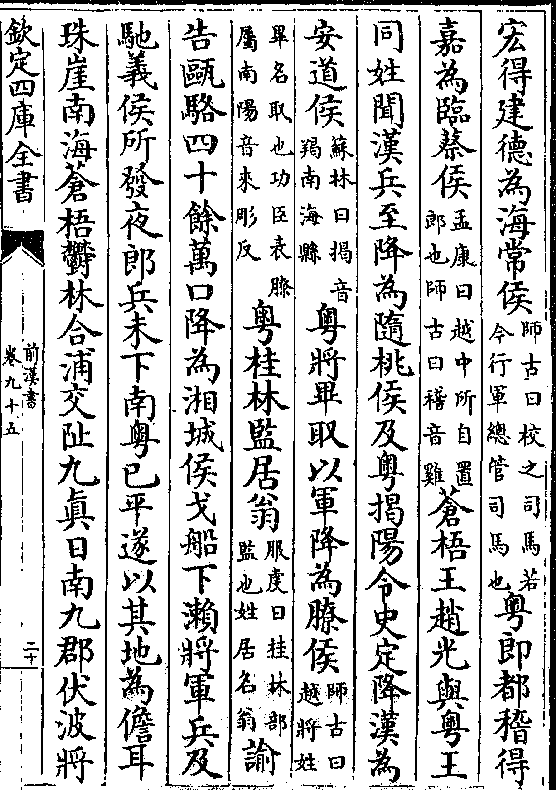 宏得建德為海常侯師古曰校之司馬若今行軍總管司馬也粤郎都稽得
嘉為臨蔡侯孟康曰越中所自置郎也師古曰稽音雞蒼梧王趙光與粤王
同姓聞漢兵至降為隨桃侯及粤揭陽令史定降漢為
安道侯蘇林曰揭音羯南海縣粤將畢取以軍降為膫侯師古曰越將姓
畢名取也功臣表膫屬南陽音來彫反粤桂林監居翁服虔曰桂林部監也姓居名翁諭
告甌駱四十餘萬口降為湘城侯戈船下瀨將軍兵及
馳義侯所發夜郎兵未下南粤已平遂以其地為儋耳
珠崖南海蒼梧鬱林合浦交阯九真日南九郡伏波將
欽定四庫全書
前漢書
卷九十五
二十